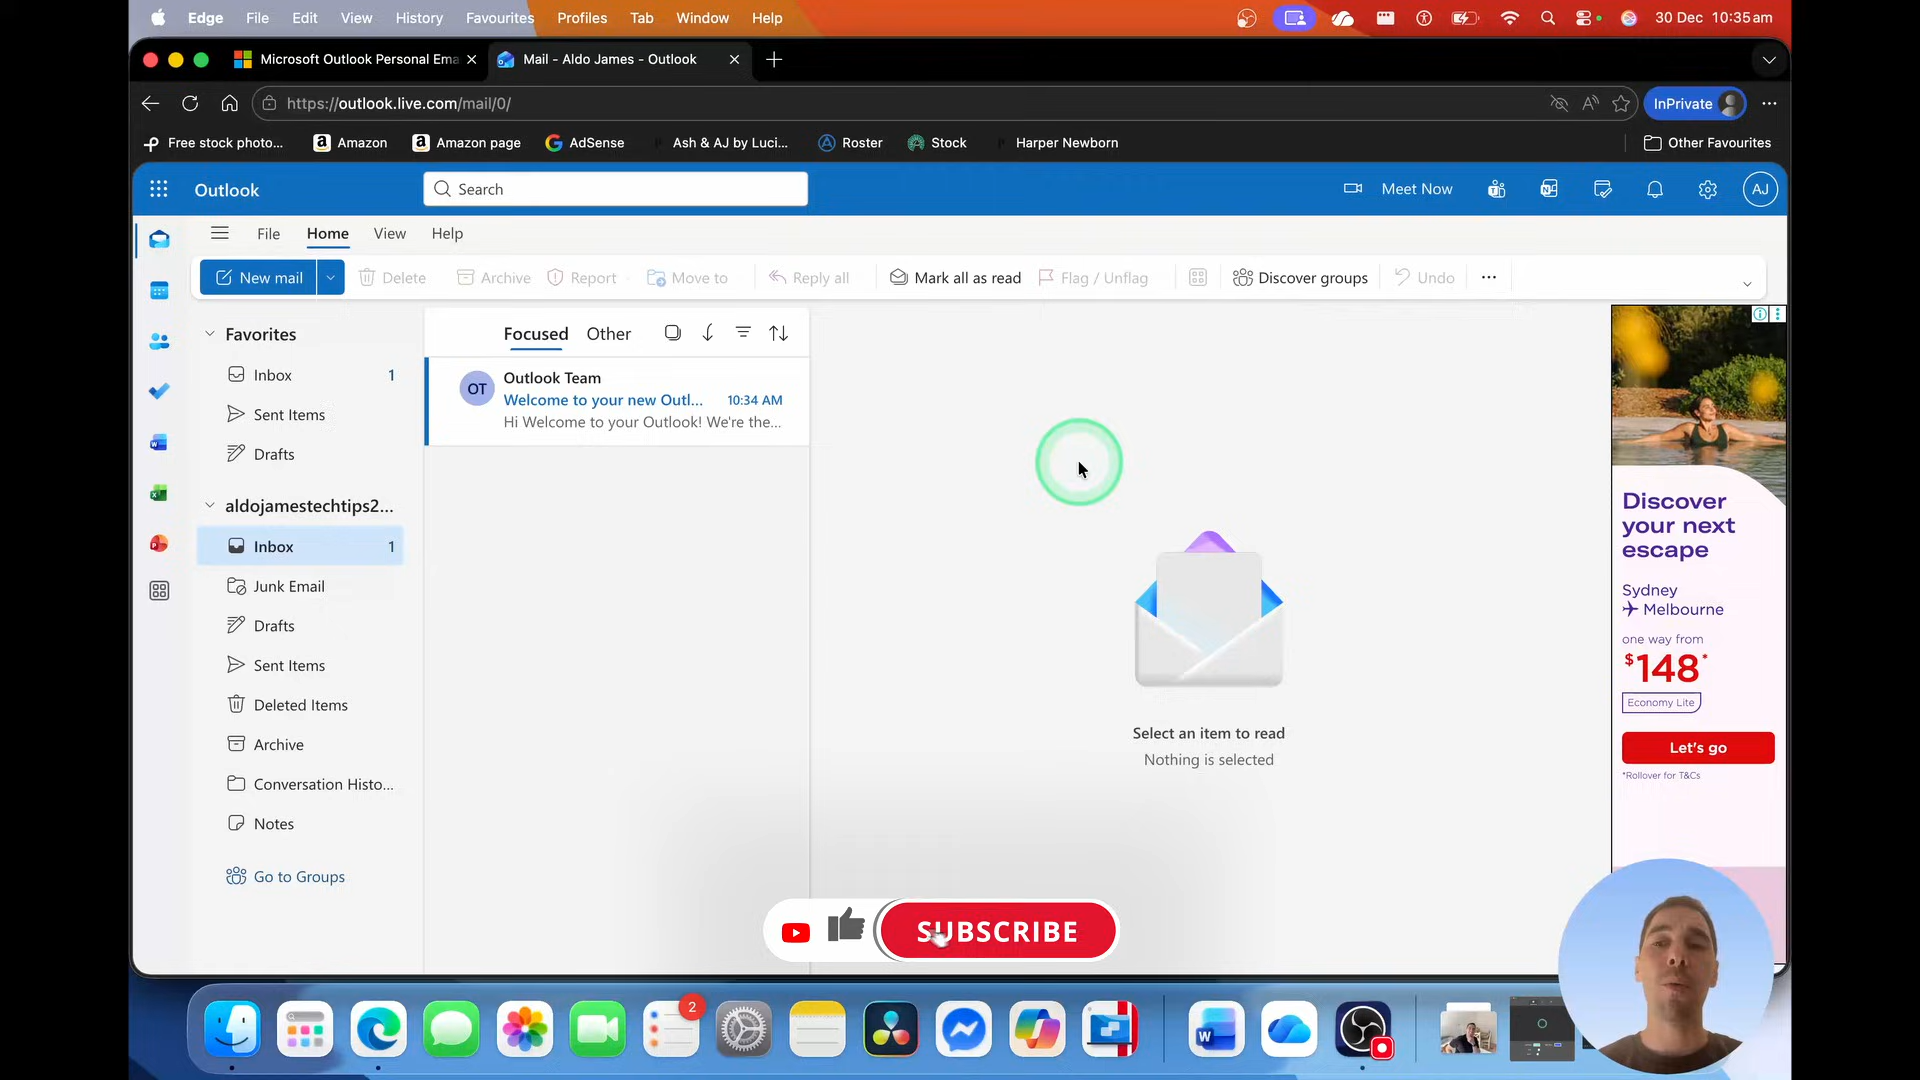 Edge File Edit View History Favourites Profiles Tab Window Help 30 Dec 10:35 am
Microsoft Outlook Personal Ema
Mail - Aldo James - Outlook
https://outlook.live.com/mail/0/
InPrivate
Free stock photo...
Amazon
Amazon page
AdSense
Ash & AJ by Luci...
Roster
Stock
Harper Newborn
Other Favourites
Outlook
Search
Meet Now
AJ
File Home View Help
New mail
Delete
Archive
Report
Move to
Reply all
Mark all as read
Flag / Unflag
Discover groups
Undo
Favorites
Inbox 1
Sent Items
Drafts
aldojamestechtips2...
Inbox 1
Junk Email
Drafts
Sent Items
Deleted Items
Archive
Conversation Histo...
Notes
Go to Groups
Focused Other
OT
Outlook Team
Welcome to your new Outl... 10:34 AM
Hi Welcome to your Outlook! We're the...
Select an item to read
Nothing is selected
Discover
your next
escape
Sydney
Melbourne
one way from
$148*
Economy Lite
Let's go
*Rollover for T&Cs
SUBSCRIBE
2